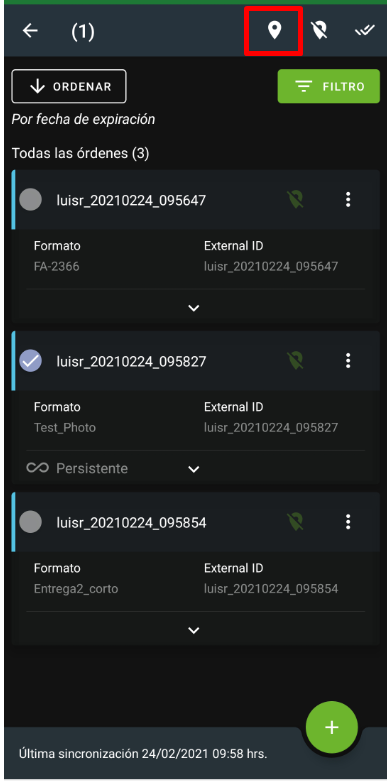 (1)
ORDENAR
FILTRO
Por fecha de expiración
Todas las órdenes (3)
luisr_20210224_095647
Formato External ID
FA-2366 luisr_20210224_095647
luisr_20210224_095827
Formato External ID
Test_Photo luisr_20210224_095827
Persistente
luisr_20210224_095854
Formato External ID
Entrega2_corto luisr_20210224_095854
Última sincronización 24/02/2021 09:58 hrs.